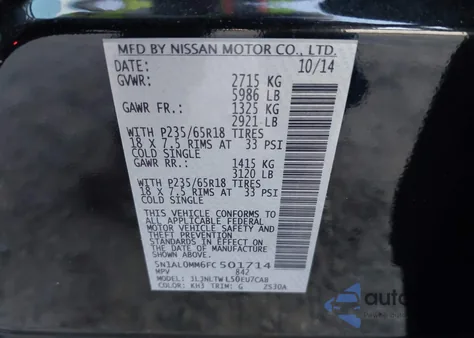 MFD BY NISSAN MOTOR CO., LTD.
DATE: 10/14
GVWR: 2715 KG
5986 LB
GAWR FR.: 1325 KG
2921 LB
WITH P235/65R18 TIRES
18 X 7.5 RIMS AT 33 PSI
COLD SINGLE
GAWR RR.: 1415 KG
3120 LB
WITH P235/65R18 TIRES
18 X 7.5 RIMS AT 33 PSI
COLD SINGLE
THIS VEHICLE CONFORMS TO
ALL APPLICABLE FEDERAL
MOTOR VEHICLE SAFETY
STANDARDS IN EFFECT ON
THE DATE OF MANUFACTURE
SHOWN ABOVE.
5N1AL0MM6FC501714
MPV 842
MODEL: JLJNLTWL50EU7CAB
COLOR: KH3 TRIM: G 2530A